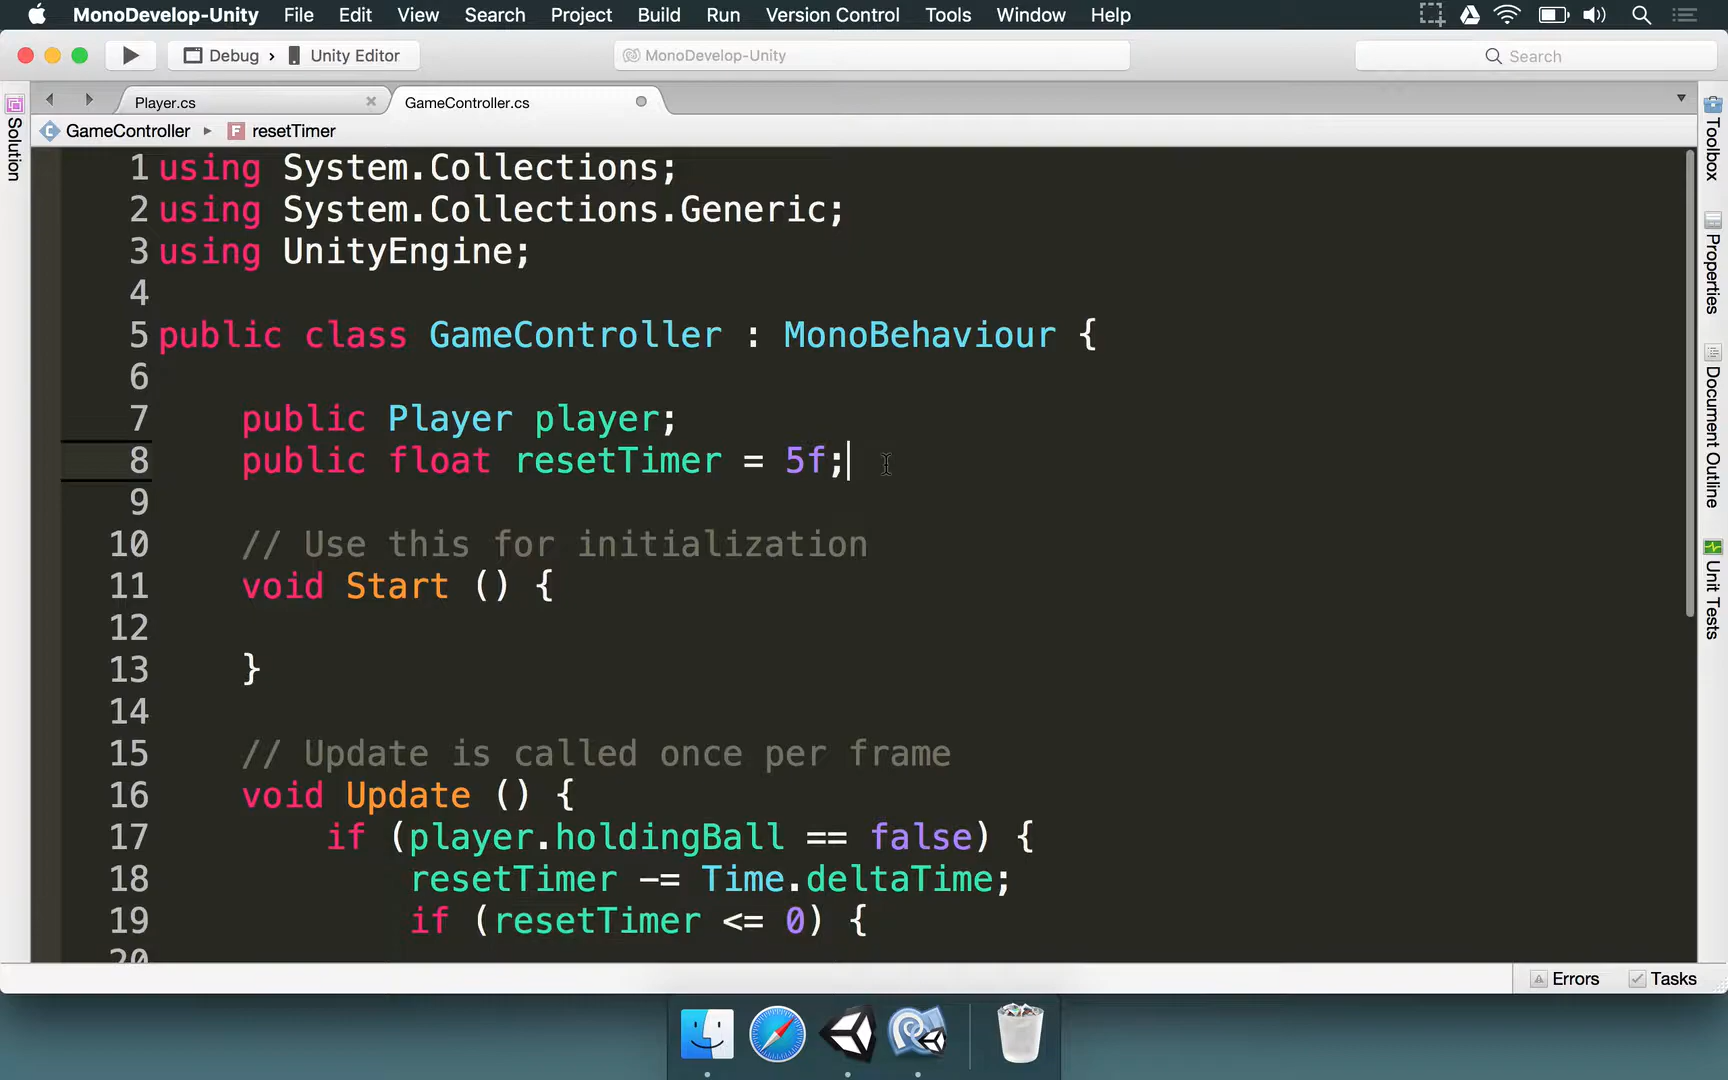 MonoDevelop-Unity File Edit View Search Project Build Run Version Control Tools Window Help
Debug › Unity Editor
MonoDevelop-Unity
Search
Player.cs
GameController.cs
GameController ▸ F resetTimer
Solution
1 using System.Collections;
2 using System.Collections.Generic;
3 using UnityEngine;
4
5 public class GameController : MonoBehaviour {
6
7 public Player player;
8 public float resetTimer = 5f;
9
10 // Use this for initialization
11 void Start () {
12
13 }
14
15 // Update is called once per frame
16 void Update () {
17 if (player.holdingBall == false) {
18 resetTimer -= Time.deltaTime;
19 if (resetTimer <= 0) {
20
Toolbox
Properties
Document Outline
Unit Tests
Errors
Tasks